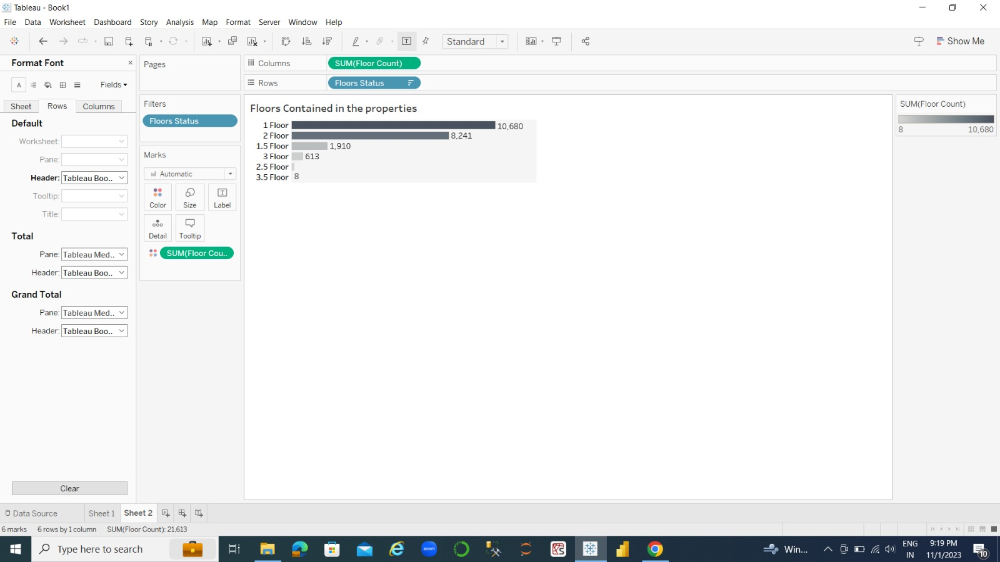 Tableau - Book1
File Data Worksheet Dashboard Story Analysis Map Format Server Window Help
Standard
Show Me
Format Font
Fields
Sheet Rows Columns
Default
Worksheet:
Pane:
Header: Tableau Boo..
Tooltip:
Title:
Total
Pane: Tableau Med..
Header: Tableau Boo..
Grand Total
Pane: Tableau Med..
Header: Tableau Boo..
Clear
Pages
Filters
Floors Status
Marks
Automatic
Color Size Label
Detail Tooltip
SUM(Floor Cou..
Columns SUM(Floor Count)
Rows Floors Status
Floors Contained in the properties
1 Floor 10,680
2 Floor 8,241
1.5 Floor 1,910
3 Floor 613
2.5 Floor
3.5 Floor 8
SUM(Floor Count)
8 10,680
Data Source Sheet 1 Sheet 2
6 marks 6 rows by 1 column SUM(Floor Count): 21,613
Type here to search
zoom
Win...
ENG
IN
9:19 PM
11/1/2023
10